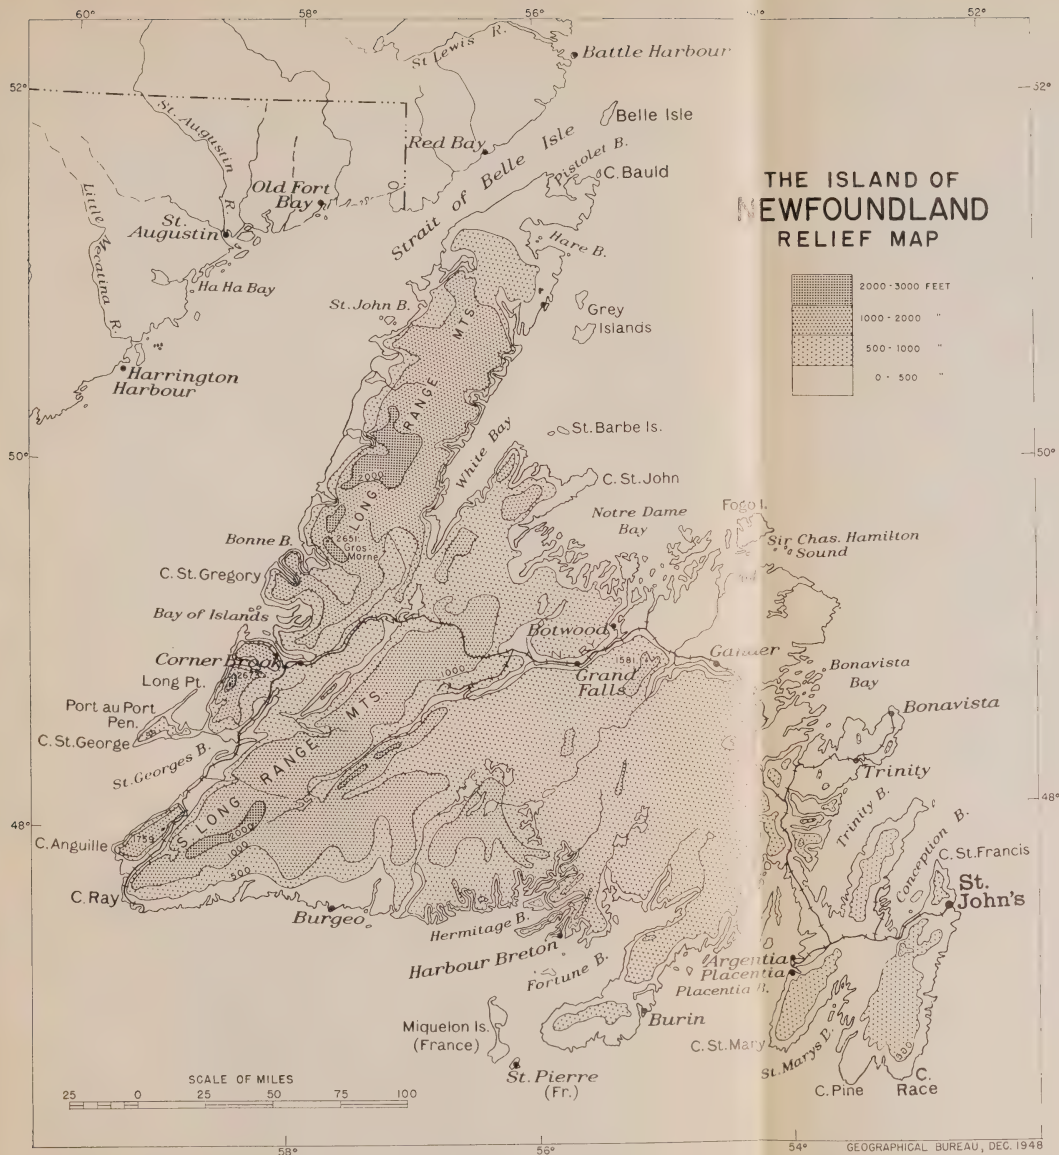 60°
58°
56°
52°
St Lewis R.
Battle Harbour
52°
52°
St. Augustin R.
Belle Isle
Red Bay
Strait of Belle Isle
Pistolet B.
C. Bauld
Old Fort
Bay
THE ISLAND OF
NEWFOUNDLAND
RELIEF MAP
Little Mecatina R.
St.
Augustin
Hare B.
Ha Ha Bay
2000-3000 FEET
1000-2000 "
500-1000 "
0-500 "
St. John B.
Grey
Islands
Harrington
Harbour
LONG RANGE MTS.
White Bay
St. Barbe Is.
50°
50°
2000
C. St. John
Notre Dame
Bay
Fogo I.
Bonne B.
2651
Gros
Morne
Sir Chas. Hamilton
Sound
C. St. Gregory
Bay of Islands
Botwood
N. R.
Corner Brook
Long Pt.
1000
1581
Grand
Falls
Gander
Bonavista
Bay
Port au Port
Pen.
C. St. George
Bonavista
St. Georges B.
LONG RANGE MTS
Trinity
48°
48°
Trinity B.
C. Anguille
1759
2000
1000
500
Conception B.
C. St. Francis
St.
John's
C. Ray
Burgeo
Hermitage B.
Harbour Breton
Fortune B.
Argentia
Placentia
Placentia B.
Miquelon Is.
(France)
Burin
C. St. Mary
St. Marys B.
St. Pierre
(Fr.)
C. Pine
C.
Race
SCALE OF MILES
25 0 25 50 75 100
58°
56°
54°
GEOGRAPHICAL BUREAU, DEC. 1948